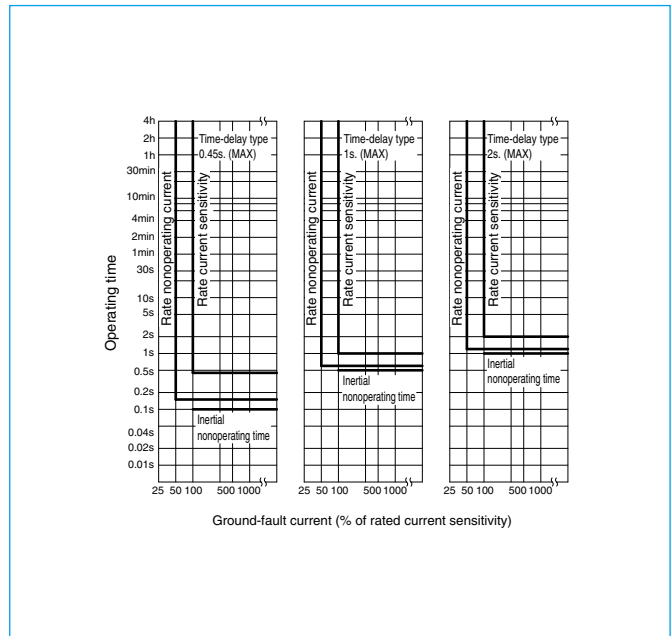 4h
2h
1h
30min
10min
4min
2min
1min
30s
10s
5s
2s
1s
0.5s
0.2s
0.1s
0.04s
0.02s
0.01s
Operating time
Rate nonoperating current
Rate current sensitivity
Time-delay type
0.45s. (MAX)
Inertial
nonoperating time
25 50 100 500 1000
Rate nonoperating current
Rate current sensitivity
Time-delay type
1s. (MAX)
Inertial
nonoperating time
25 50 100 500 1000
Rate nonoperating current
Rate current sensitivity
Time-delay type
2s. (MAX)
Inertial
nonoperating time
25 50 100 500 1000
Ground-fault current (% of rated current sensitivity)